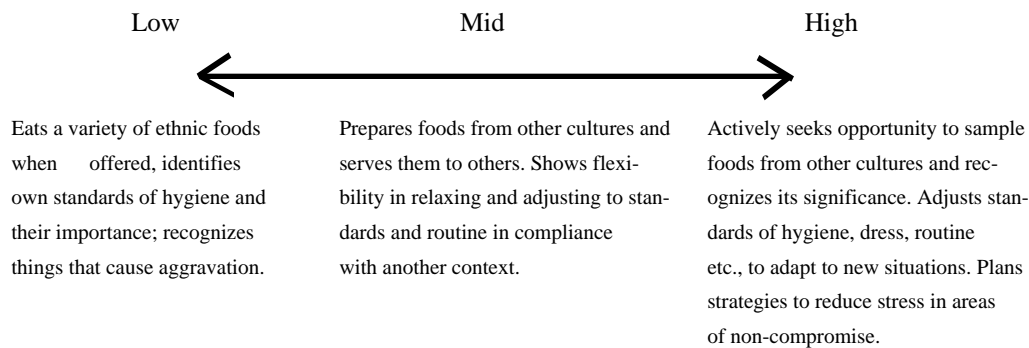 Low Mid High
Eats a variety of ethnic foods
when offered, identifies
own standards of hygiene and
their importance; recognizes
things that cause aggravation.
Prepares foods from other cultures and
serves them to others. Shows flexi-
bility in relaxing and adjusting to stan-
dards and routine in compliance
with another context.
Actively seeks opportunity to sample
foods from other cultures and rec-
ognizes its significance. Adjusts stan-
dards of hygiene, dress, routine
etc., to adapt to new situations. Plans
strategies to reduce stress in areas
of non-compromise.